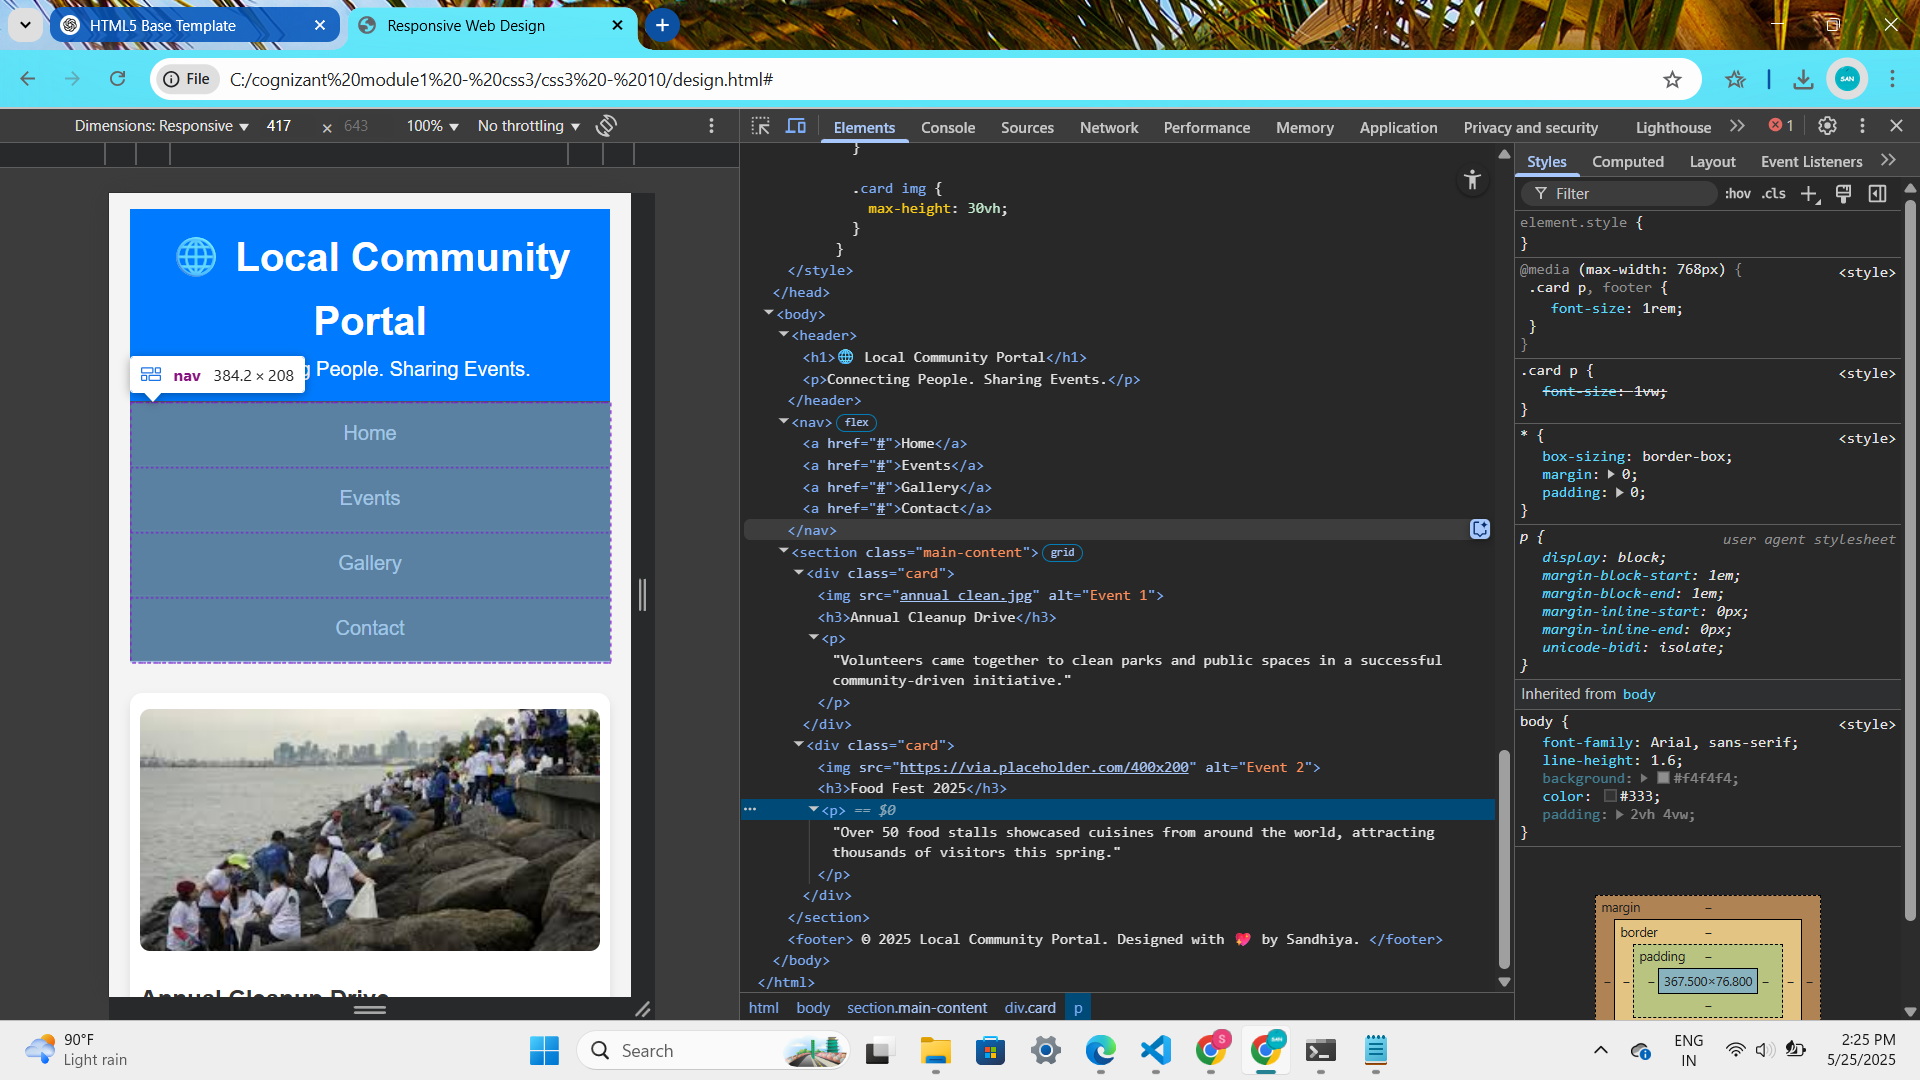 HTML5 Base Template
Responsive Web Design
File
C:/cognizant%20module1%20-%20css3/css3%20-%2010/design.html#
SAN
Dimensions: Responsive
417
×
643
100%
No throttling
Elements
Console
Sources
Network
Performance
Memory
Application
Privacy and security
Lighthouse
1
🌐 Local Community
Portal
g People. Sharing Events.
nav 384.2 × 208
Home
Events
Gallery
Contact
}
.card img {
max-height: 30vh;
}
}
</style>
</head>
<body>
<header>
<h1>🌐 Local Community Portal</h1>
<p>Connecting People. Sharing Events.</p>
</header>
<nav> flex
<a href="#">Home</a>
<a href="#">Events</a>
<a href="#">Gallery</a>
<a href="#">Contact</a>
</nav>
<section class="main-content"> grid
<div class="card">
<img src="annual clean.jpg" alt="Event 1">
<h3>Annual Cleanup Drive</h3>
<p>
"Volunteers came together to clean parks and public spaces in a successful
community-driven initiative."
</p>
</div>
<div class="card">
<img src="https://via.placeholder.com/400x200" alt="Event 2">
<h3>Food Fest 2025</h3>
<p> == $0
"Over 50 food stalls showcased cuisines from around the world, attracting
thousands of visitors this spring."
</p>
</div>
</section>
<footer> © 2025 Local Community Portal. Designed with 💖 by Sandhiya. </footer>
</body>
</html>
html
body
section.main-content
div.card
p
Styles
Computed
Layout
Event Listeners
Filter
:hov
.cls
element.style {
}
@media (max-width: 768px) { <style>
.card p, footer {
font-size: 1rem;
}
}
.card p { <style>
font-size: 1vw;
}
* { <style>
box-sizing: border-box;
margin: 0;
padding: 0;
}
p { user agent stylesheet
display: block;
margin-block-start: 1em;
margin-block-end: 1em;
margin-inline-start: 0px;
margin-inline-end: 0px;
unicode-bidi: isolate;
}
Inherited from body
body { <style>
font-family: Arial, sans-serif;
line-height: 1.6;
background: #f4f4f4;
color: #333;
padding: 2vh 4vw;
}
margin –
border –
padding –
– – – 367.500×76.800 – – –
–
Annual Cleanup Drive
90°F
Light rain
Search
S
SAN
ENG
IN
2:25 PM
5/25/2025